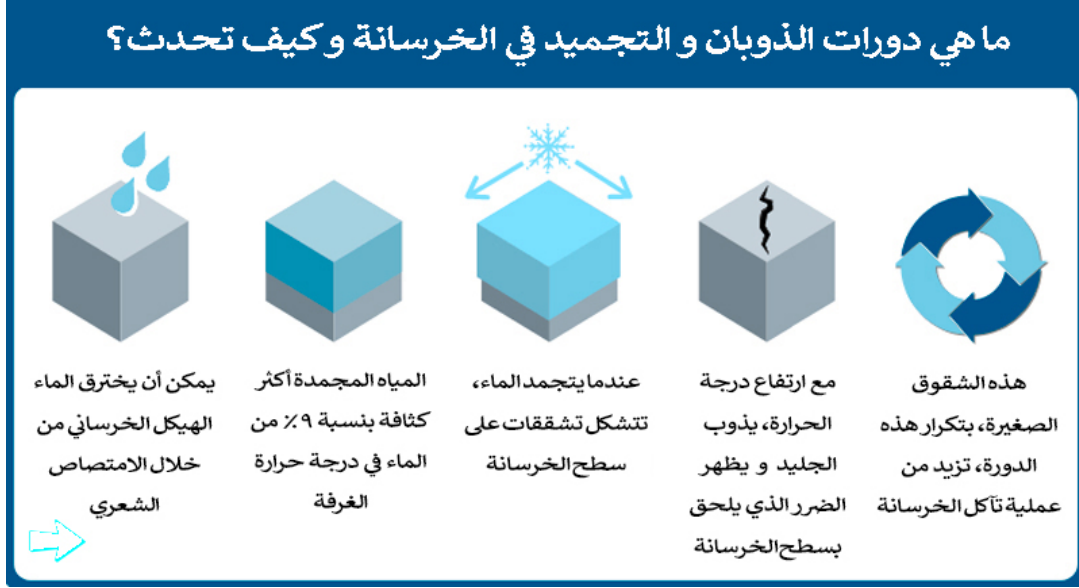 ما هي دورات الذوبان و التجميد في الخرسانة و كيف تحدث؟
يمكن أن يخترق الماء
الهيكل الخرساني من
خلال الامتصاص
الشعري
المياه المجمدة أكثر
كثافة بنسبة ٩٪ من
الماء في درجة حرارة
الغرفة
عندما يتجمد الماء،
تتشكل تشققات على
سطح الخرسانة
مع ارتفاع درجة
الحرارة، يذوب
الجليد و يظهر
الضرر الذي يلحق
بسطح الخرسانة
هذه الشقوق
الصغيرة، بتكرار هذه
الدورة، تزيد من
عملية تآكل الخرسانة